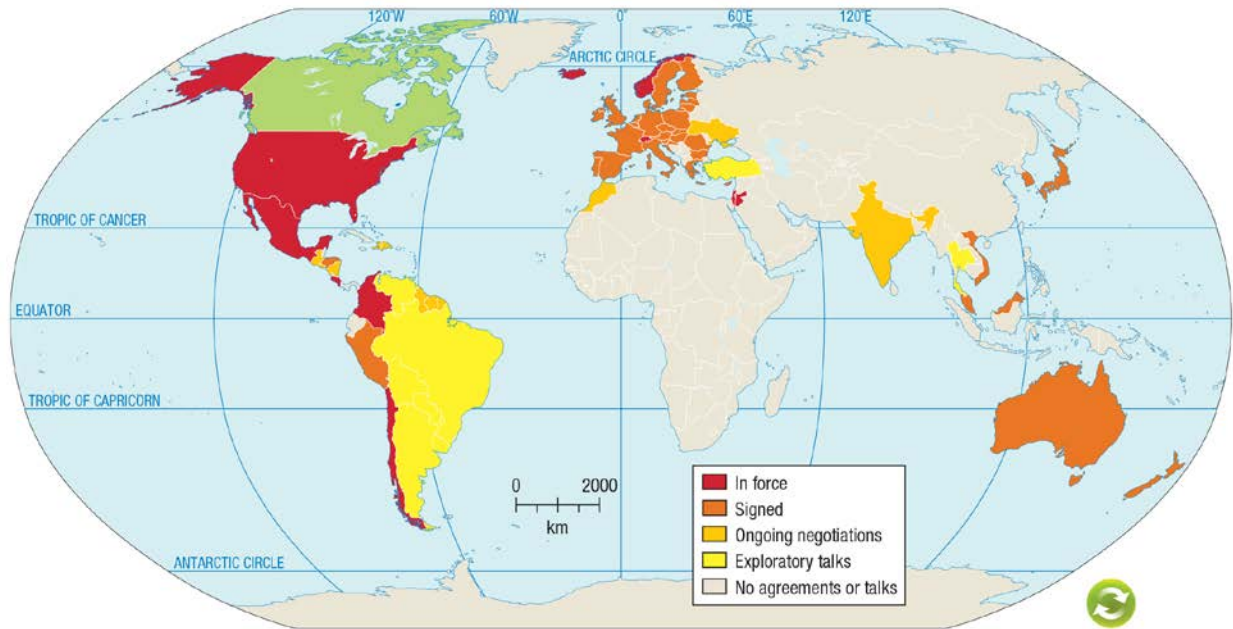 120°W
60°W
0°
60°E
120°E
ARCTIC CIRCLE
TROPIC OF CANCER
EQUATOR
TROPIC OF CAPRICORN
0 2000
km
In force
Signed
Ongoing negotiations
Exploratory talks
No agreements or talks
ANTARCTIC CIRCLE